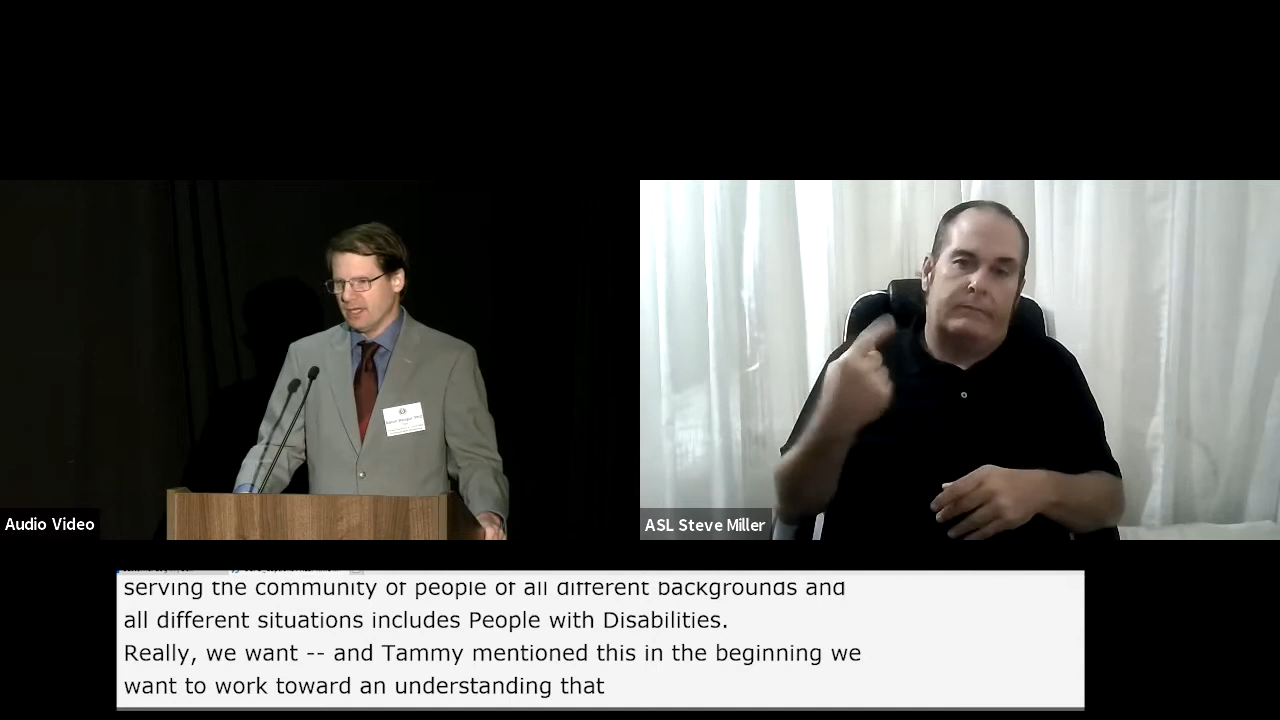 Audio Video
ASL Steve Miller
serving the community of people of all different backgrounds and
all different situations includes People with Disabilities.
Really, we want -- and Tammy mentioned this in the beginning we
want to work toward an understanding that